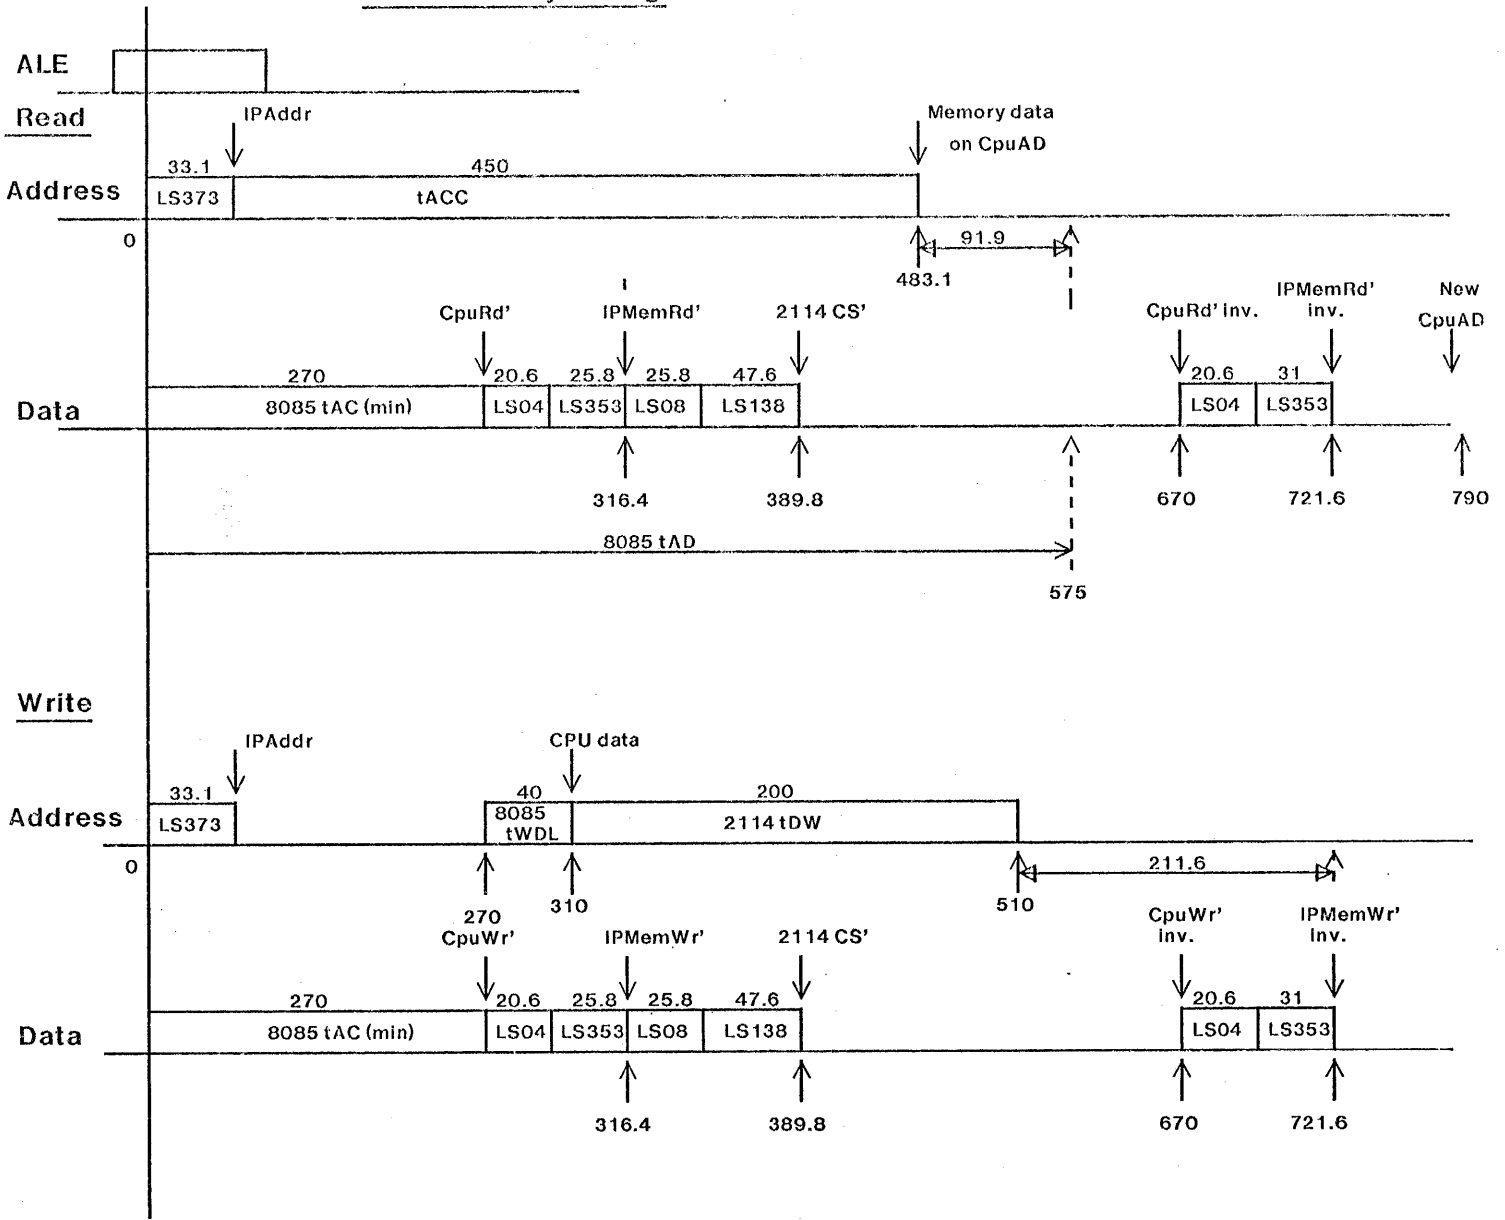 ALE
Read
IPAddr
Memory data
on CpuAD
33.1
450
Address
LS373
tACC
0
91.9
483.1
CpuRd'
IPMemRd'
2114 CS'
CpuRd' inv.
IPMemRd'
inv.
New
CpuAD
270
20.6
25.8
25.8
47.6
20.6
31
Data
8085 tAC (min)
LS04
LS353
LS08
LS138
LS04
LS353
316.4
389.8
670
721.6
790
8085 tAD
575
Write
IPAddr
CPU data
33.1
40
200
Address
LS373
8085
tWDL
2114 tDW
0
211.6
270
310
510
CpuWr'
IPMemWr'
2114 CS'
CpuWr'
inv.
IPMemWr'
inv.
270
20.6
25.8
25.8
47.6
20.6
31
Data
8085 tAC (min)
LS04
LS353
LS08
LS138
LS04
LS353
316.4
389.8
670
721.6